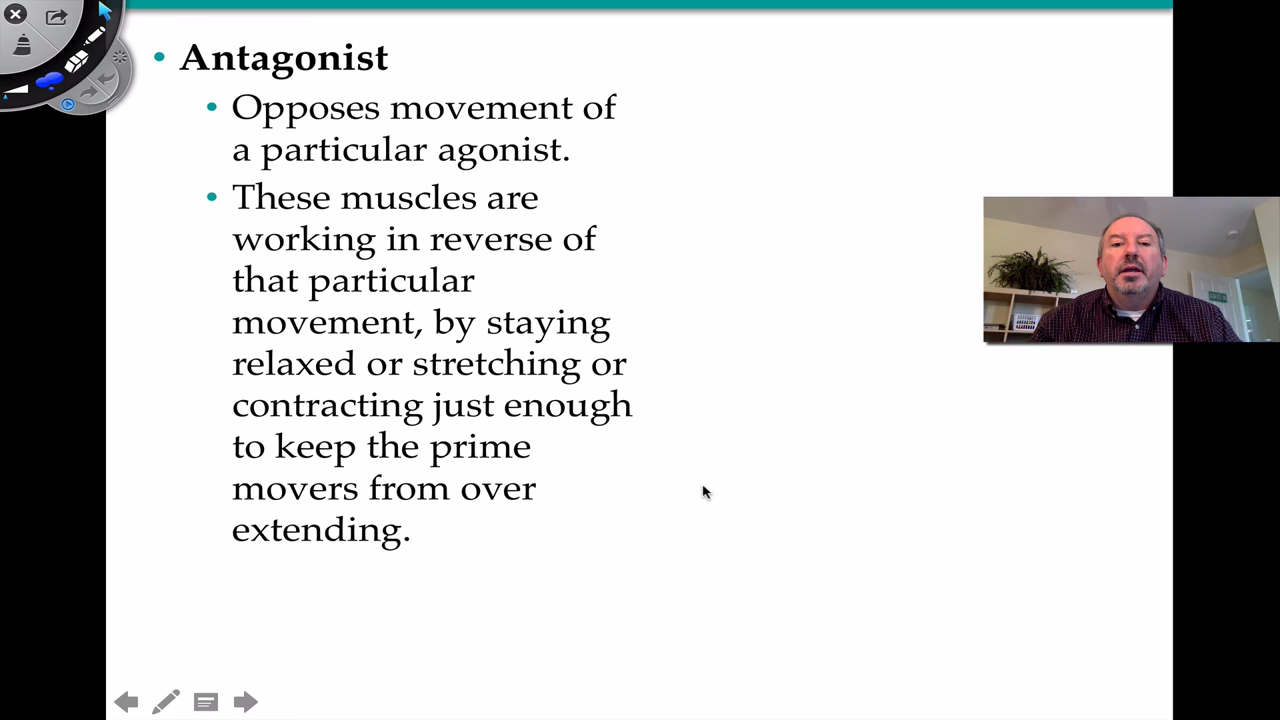 Antagonist
Opposes movement of
a particular agonist.
These muscles are
working in reverse of
that particular
movement, by staying
relaxed or stretching or
contracting just enough
to keep the prime
movers from over
extending.